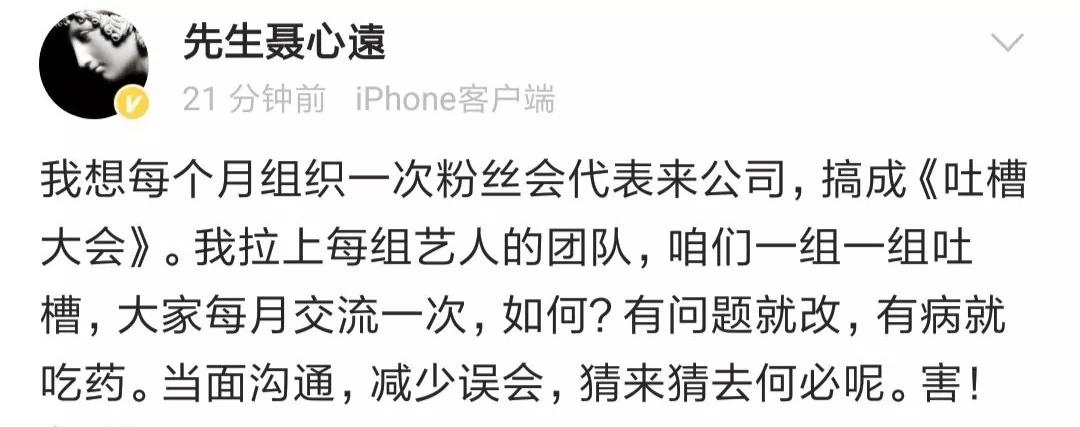 先生聂心遠
21 分钟前 iPhone客户端
我想每个月组织一次粉丝会代表来公司，搞成《吐槽
大会》。我拉上每组艺人的团队，咱们一组一组吐
槽，大家每月交流一次，如何？有问题就改，有病就
吃药。当面沟通，减少误会，猜来猜去何必呢。害！